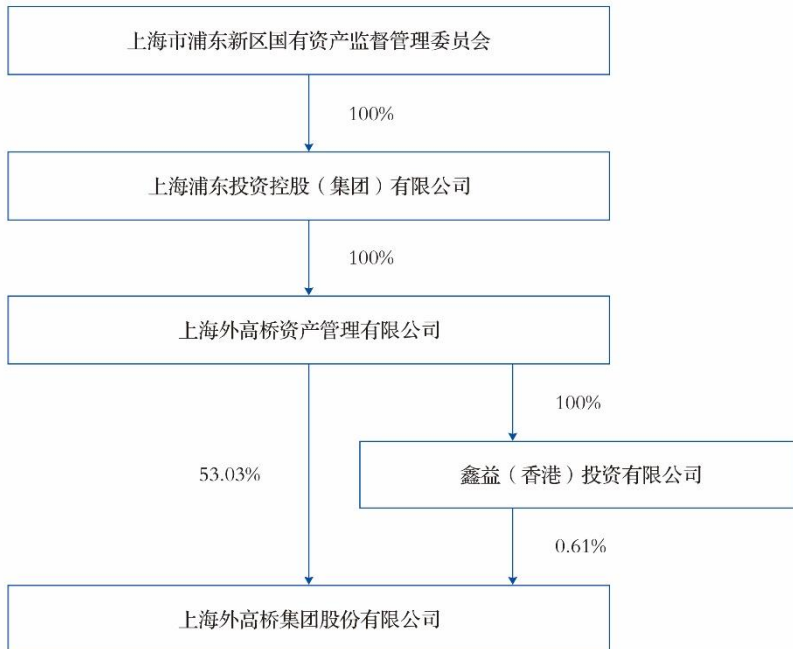 上海市浦东新区国有资产监督管理委员会
100%
上海浦东投资控股（集团）有限公司
100%
上海外高桥资产管理有限公司
100%
53.03%
鑫益（香港）投资有限公司
0.61%
上海外高桥集团股份有限公司